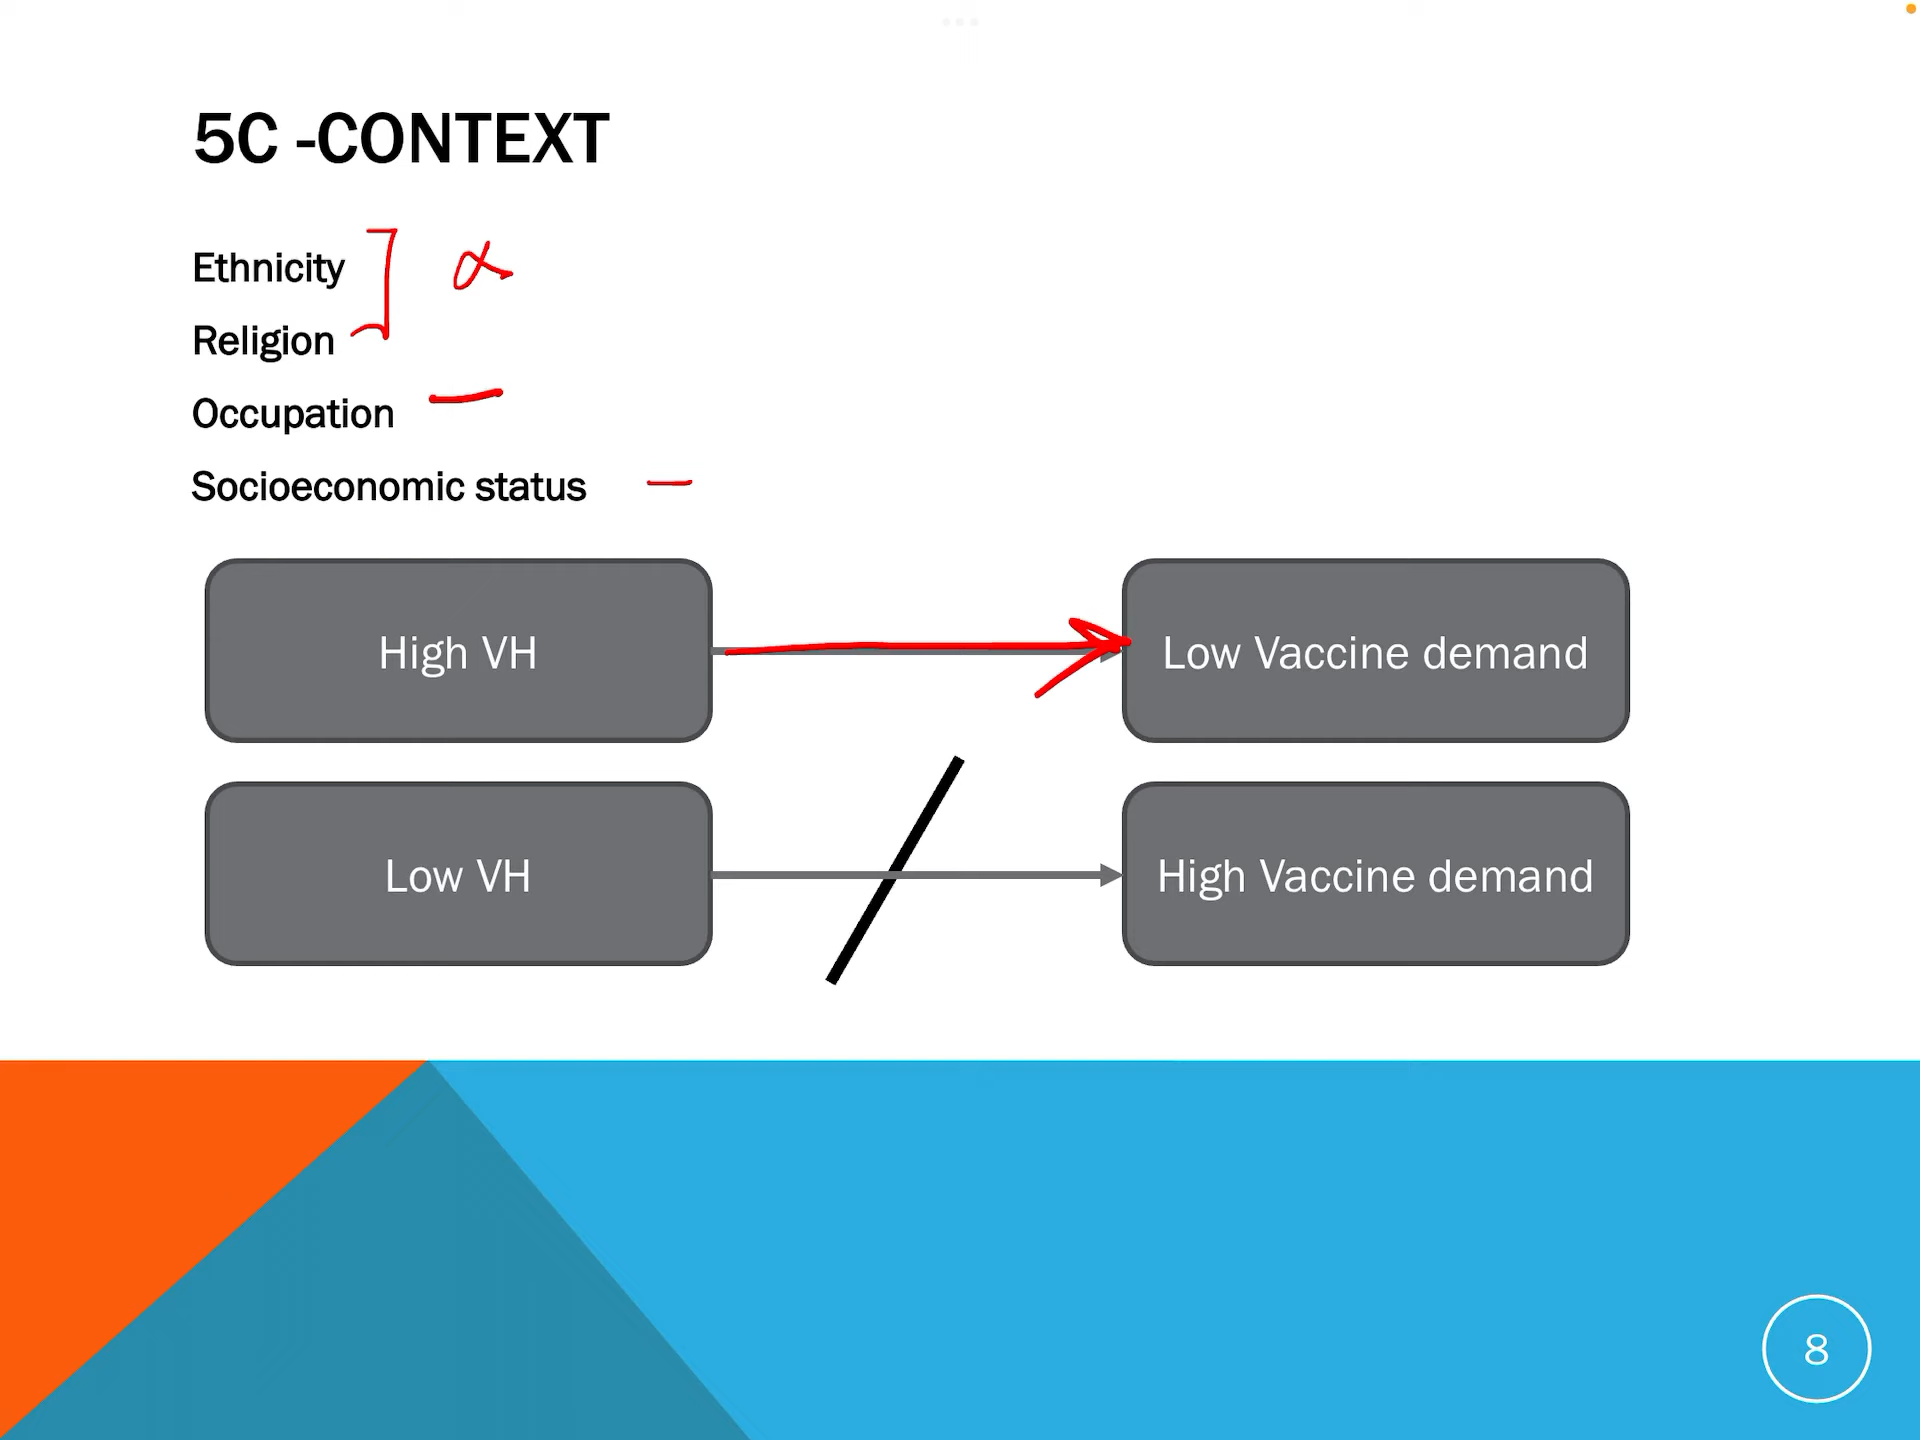 5C -CONTEXT
Ethnicity
Religion
Occupation
Socioeconomic status
High VH
Low Vaccine demand
Low VH
High Vaccine demand
8